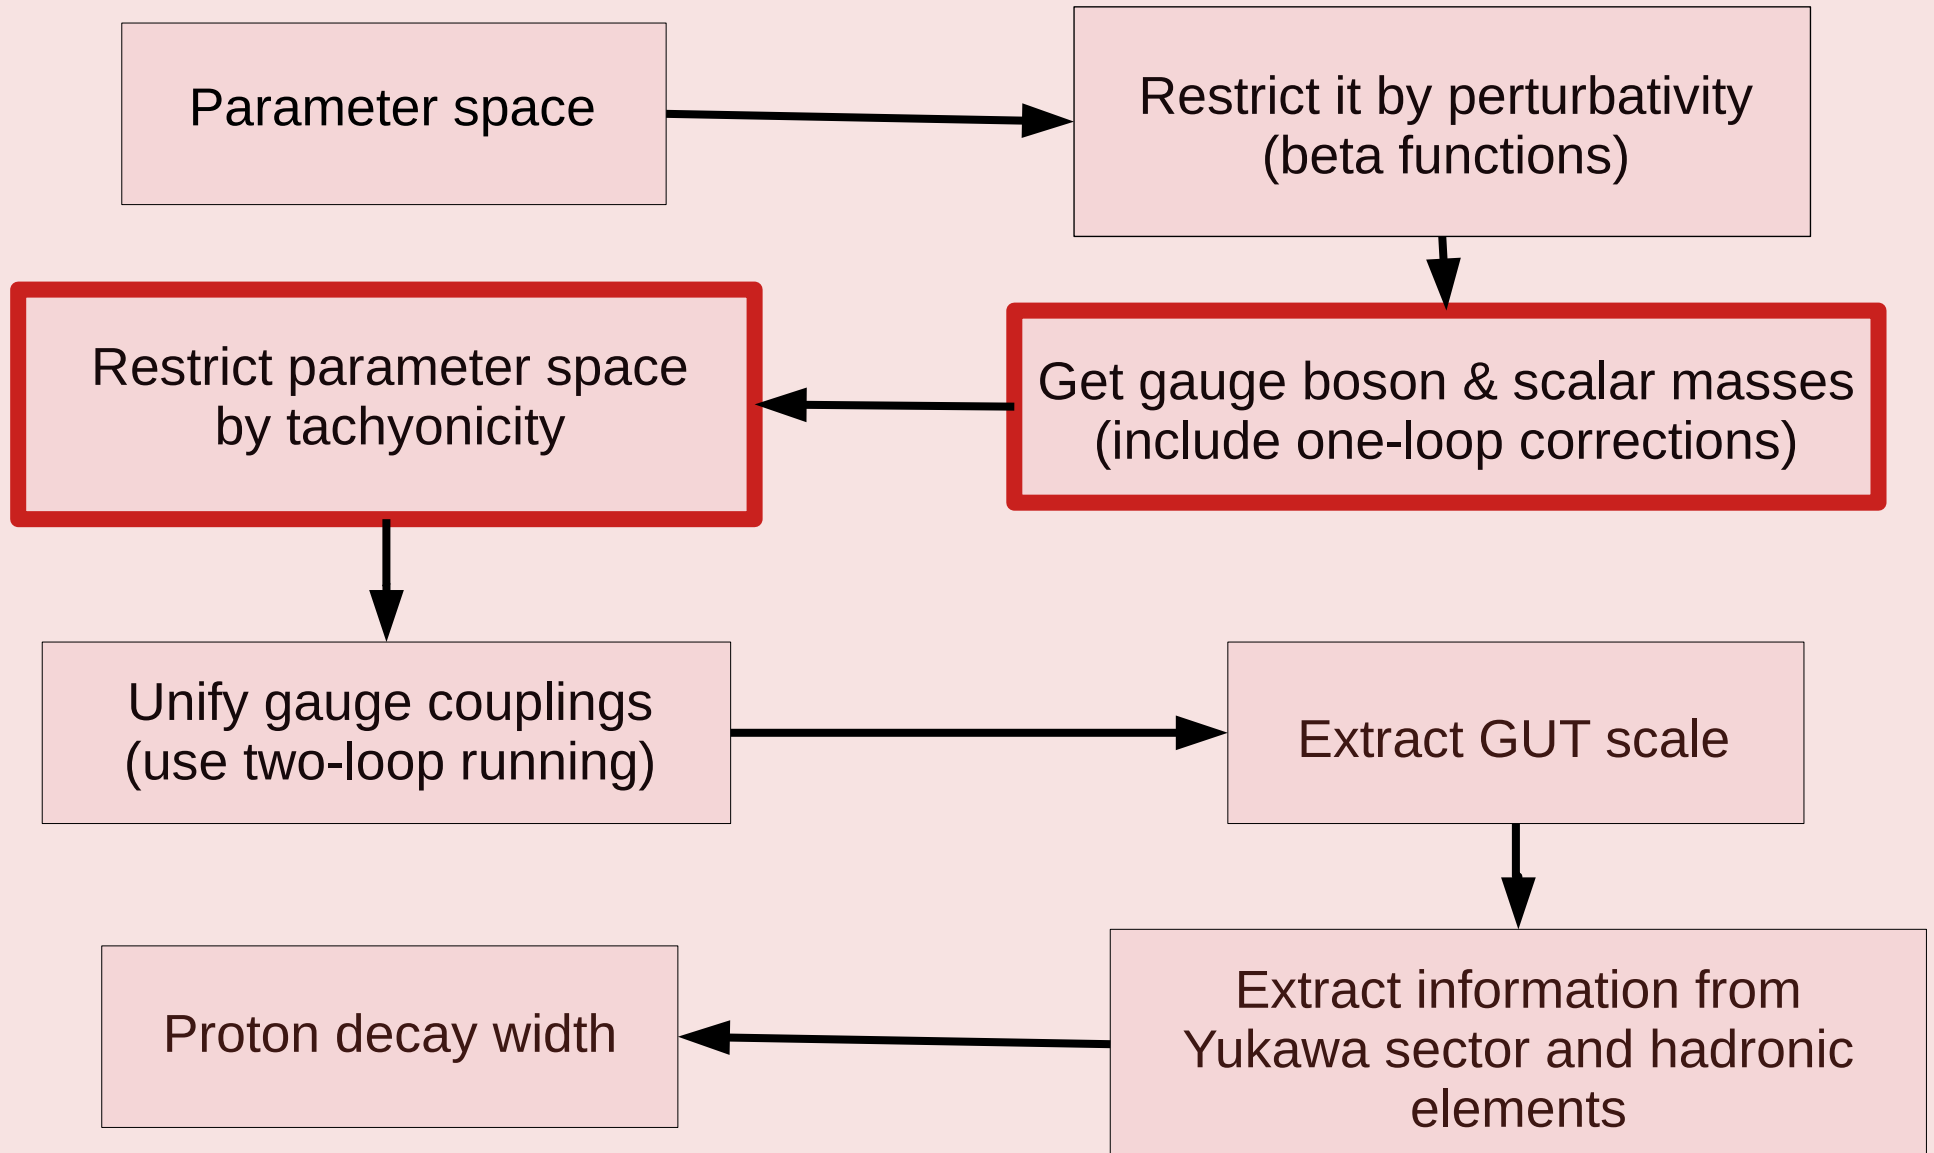 Parameter space
Restrict it by perturbativity
(beta functions)
Get gauge boson & scalar masses
(include one-loop corrections)
Restrict parameter space
by tachyonicity
Unify gauge couplings
(use two-loop running)
Extract GUT scale
Extract information from
Yukawa sector and hadronic
elements
Proton decay width